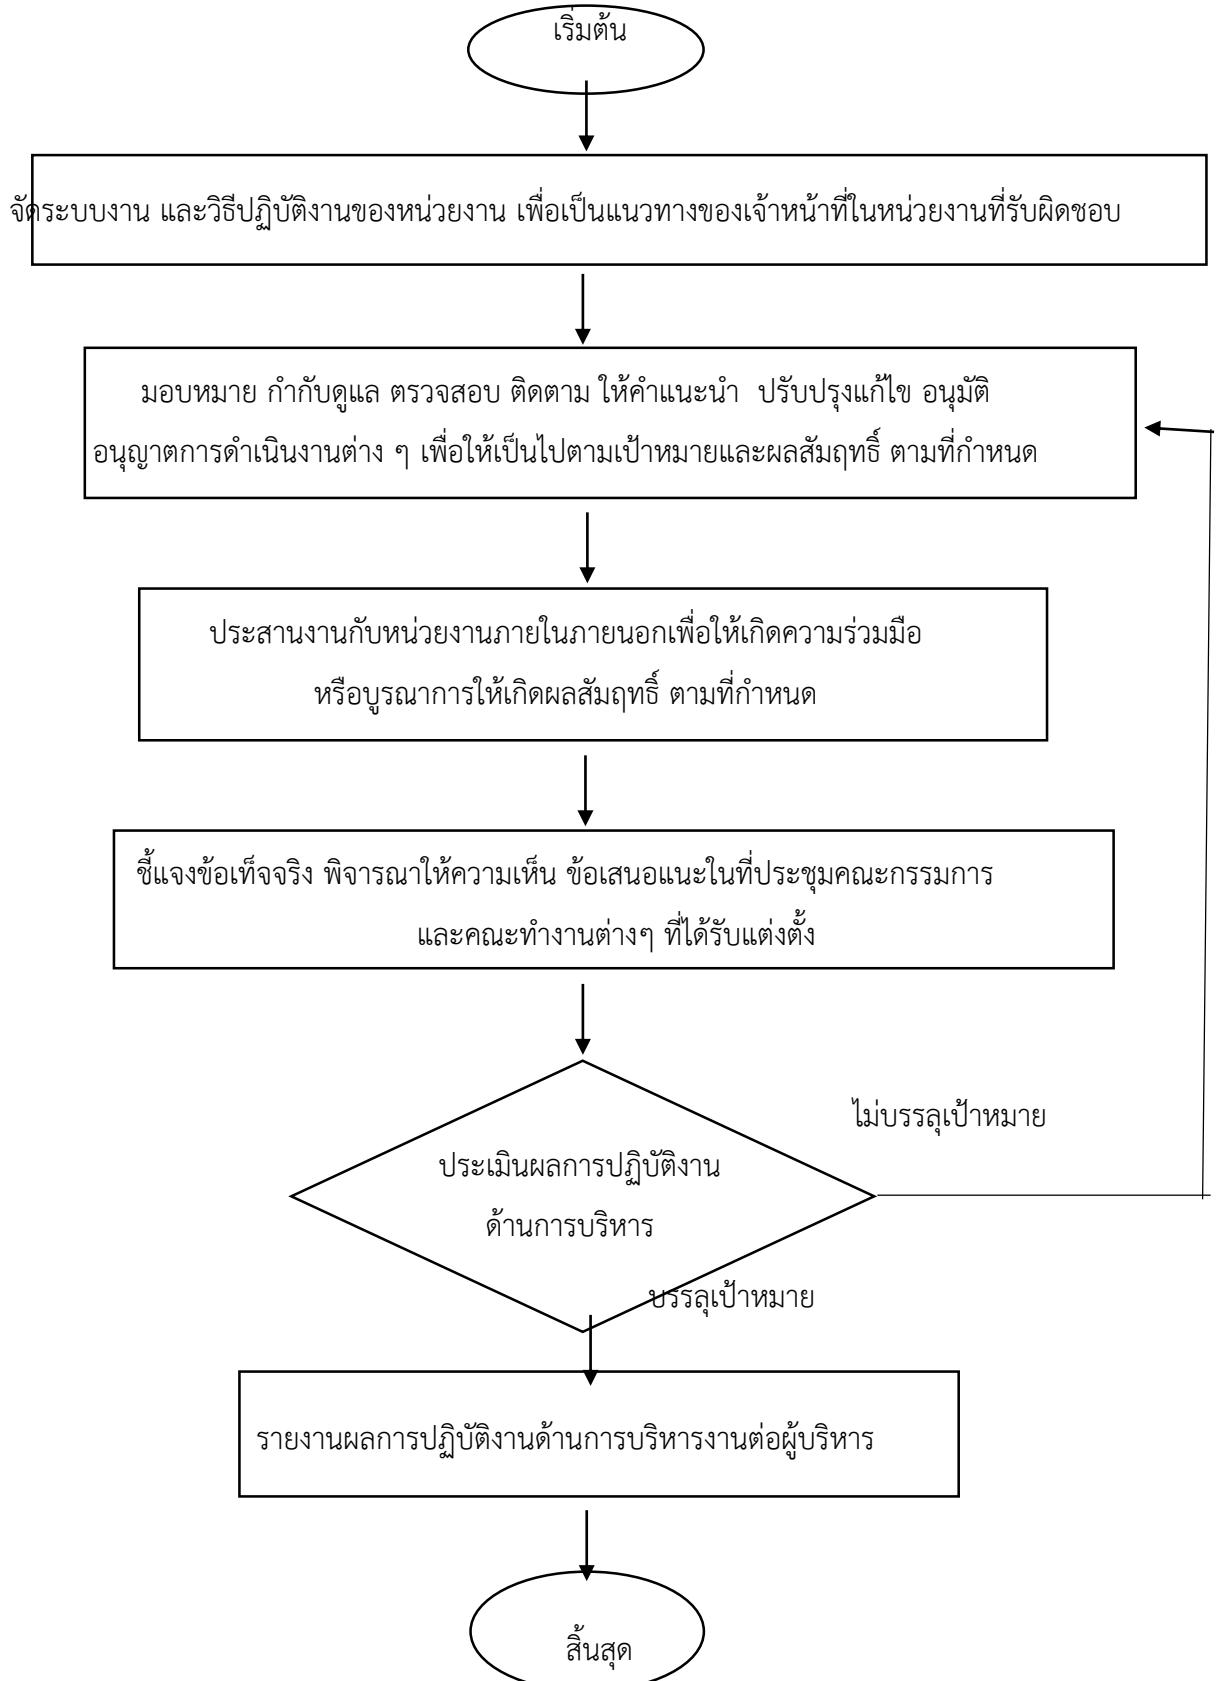 เริ่มต้น
จัดระบบงาน และวิธีปฏิบัติงานของหน่วยงาน เพื่อเป็นแนวทางของเจ้าหน้าที่ในหน่วยงานที่รับผิดชอบ
มอบหมาย กำกับดูแล ตรวจสอบ ติดตาม ให้คำแนะนำ  ปรับปรุงแก้ไข อนุมัติ
อนุญาตการดำเนินงานต่าง ๆ เพื่อให้เป็นไปตามเป้าหมายและผลสัมฤทธิ์ ตามที่กำหนด
ประสานงานกับหน่วยงานภายในภายนอกเพื่อให้เกิดความร่วมมือ
หรือบูรณาการให้เกิดผลสัมฤทธิ์ ตามที่กำหนด
ชี้แจงข้อเท็จจริง พิจารณาให้ความเห็น ข้อเสนอแนะในที่ประชุมคณะกรรมการ
และคณะทำงานต่างๆ ที่ได้รับแต่งตั้ง
ไม่บรรลุเป้าหมาย
ประเมินผลการปฏิบัติงาน
ด้านการบริหาร
บรรลุเป้าหมาย
รายงานผลการปฏิบัติงานด้านการบริหารงานต่อผู้บริหาร
สิ้นสุด